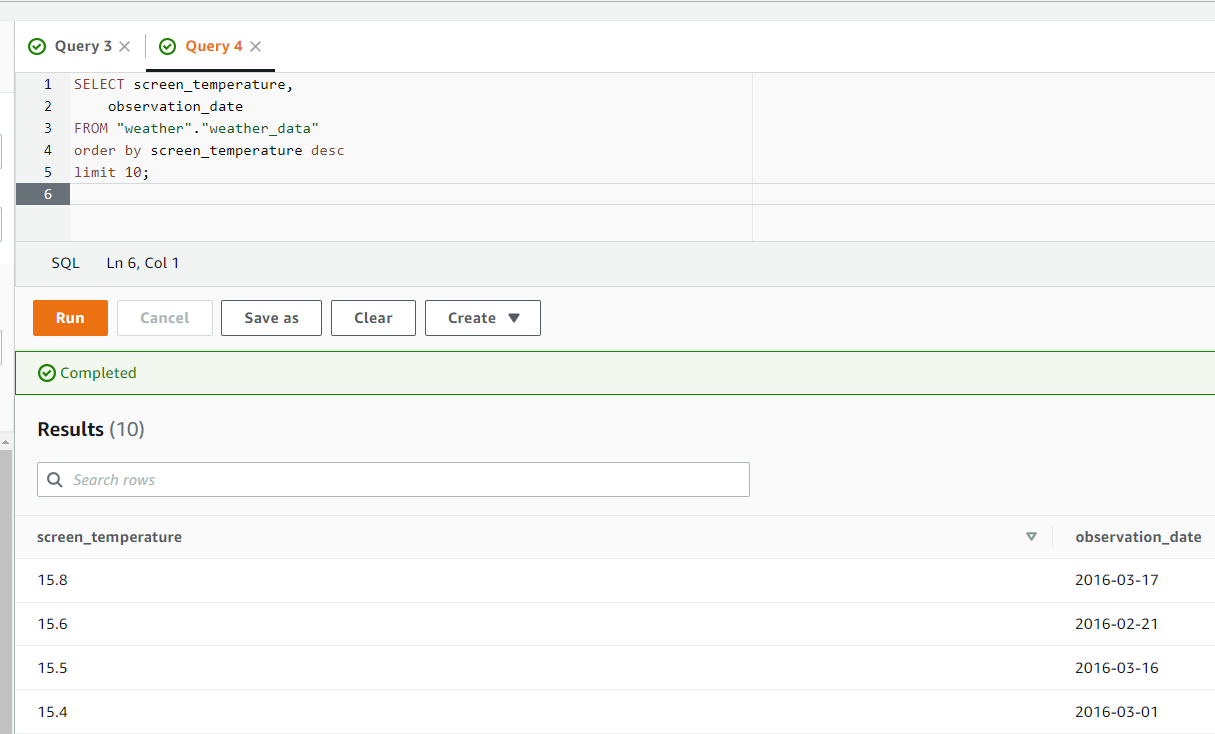 Query 3
Query 4
1 SELECT screen_temperature,
2 observation_date
3 FROM "weather"."weather_data"
4 order by screen_temperature desc
5 limit 10;
6
SQL Ln 6, Col 1
Run Cancel Save as Clear Create
Completed
Results (10)
Search rows
screen_temperature observation_date
15.8 2016-03-17
15.6 2016-02-21
15.5 2016-03-16
15.4 2016-03-01